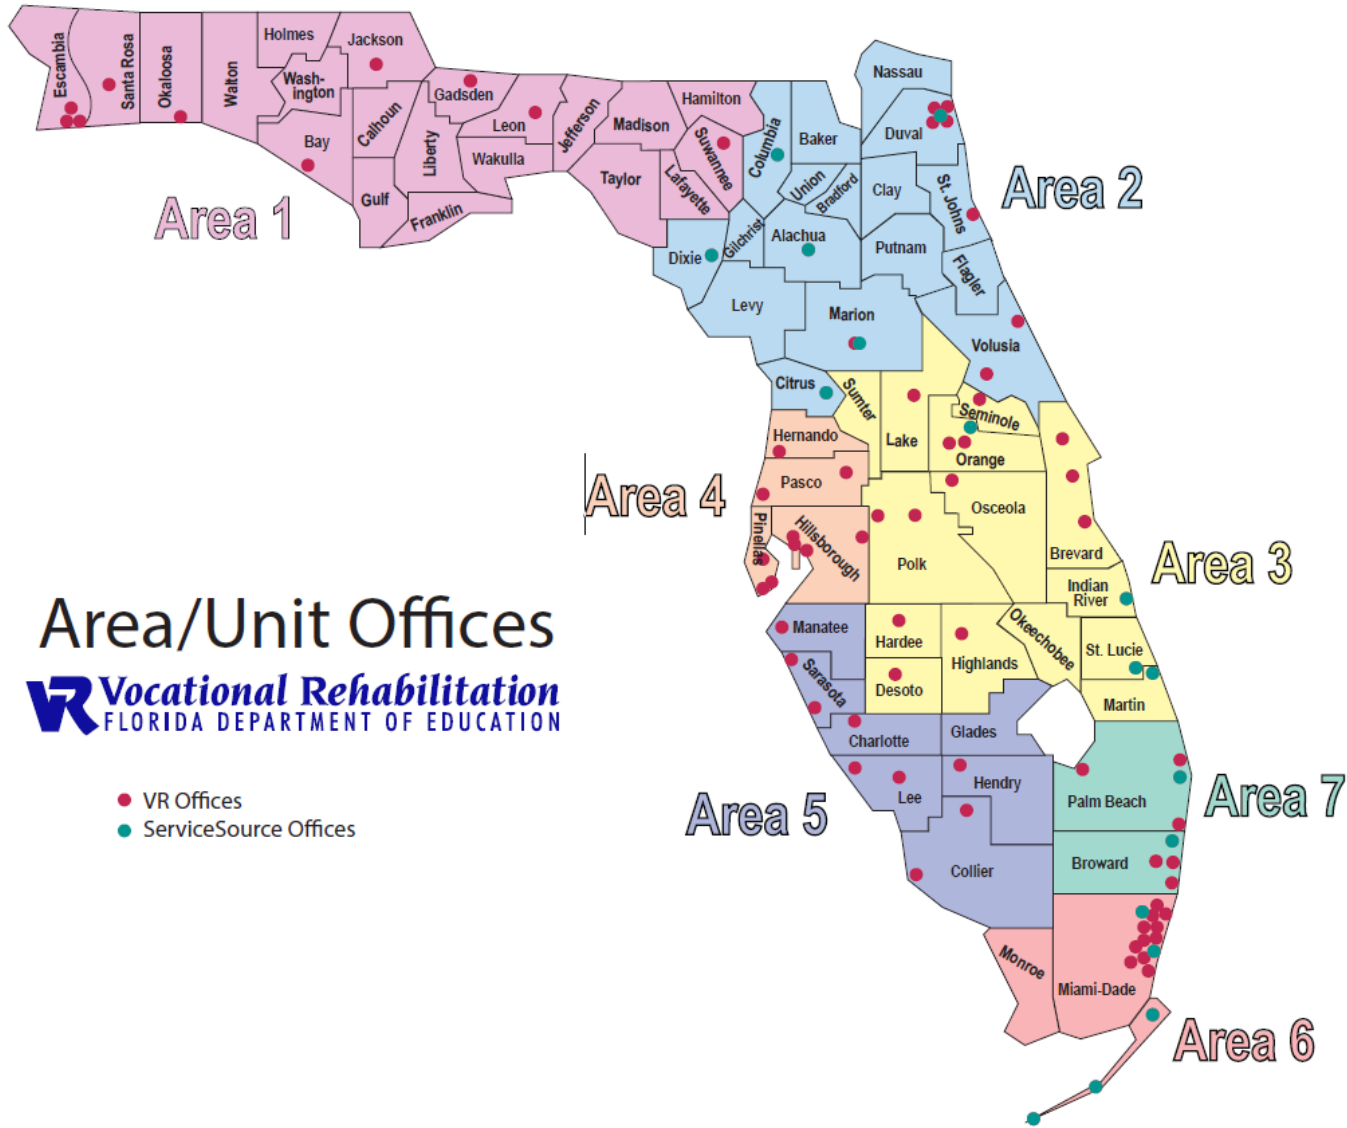 Escambia
Santa Rosa
Okaloosa
Walton
Holmes
Wash-
ington
Jackson
Bay
Calhoun
Gulf
Liberty
Gadsden
Franklin
Leon
Wakulla
Jefferson
Madison
Taylor
Hamilton
Suwannee
Lafayette
Area 1
Nassau
Duval
Columbia
Baker
Union
Bradford
Clay
St. Johns
Dixie
Gilchrist
Alachua
Putnam
Flagler
Levy
Marion
Volusia
Citrus
Area 2
Sumter
Lake
Seminole
Orange
Osceola
Polk
Brevard
Indian
River
Okeechobee
St. Lucie
Martin
Hardee
Highlands
Desoto
Area 3
Hernando
Pasco
Pinellas
Hillsborough
Area 4
Manatee
Sarasota
Charlotte
Glades
Lee
Hendry
Collier
Area 5
Palm Beach
Broward
Area 7
Monroe
Miami-Dade
Area 6
Area/Unit Offices
VR Vocational Rehabilitation
FLORIDA DEPARTMENT OF EDUCATION
VR Offices
ServiceSource Offices